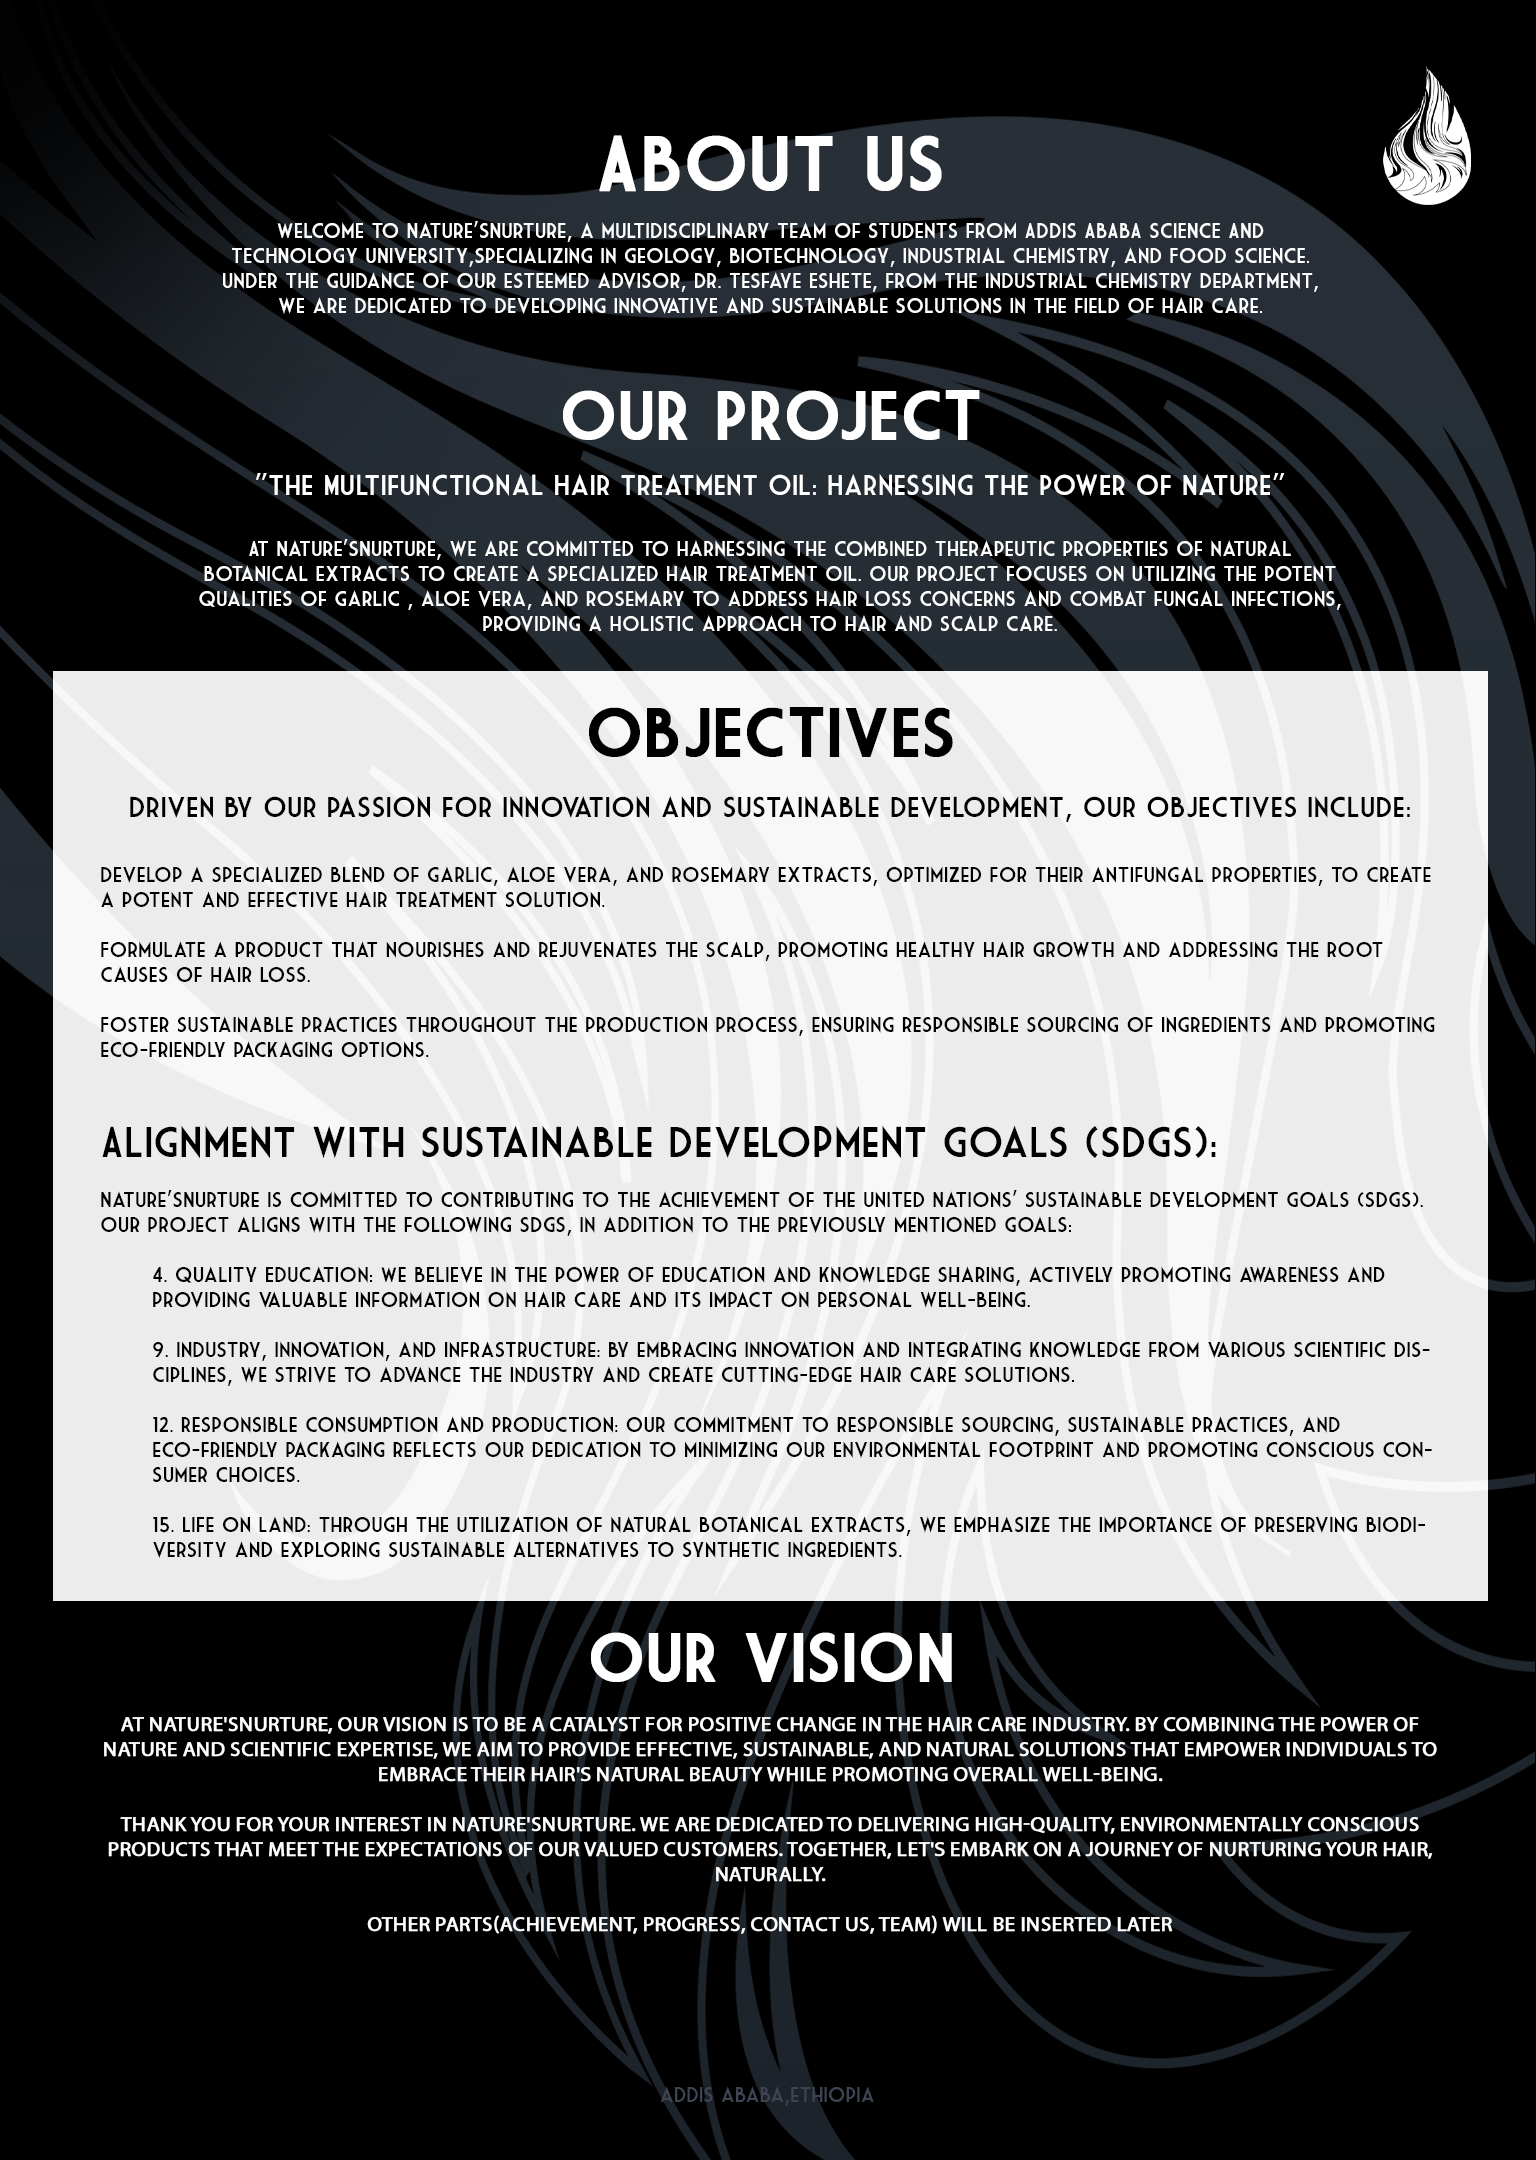 ABOUT US
WELCOME TO NATURE'SNURTURE, A MULTIDISCIPLINARY TEAM OF STUDENTS FROM ADDIS ABABA SCIENCE AND
TECHNOLOGY UNIVERSITY,SPECIALIZING IN GEOLOGY, BIOTECHNOLOGY, INDUSTRIAL CHEMISTRY, AND FOOD SCIENCE.
UNDER THE GUIDANCE OF OUR ESTEEMED ADVISOR, DR. TESFAYE ESHETE, FROM THE INDUSTRIAL CHEMISTRY DEPARTMENT,
WE ARE DEDICATED TO DEVELOPING INNOVATIVE AND SUSTAINABLE SOLUTIONS IN THE FIELD OF HAIR CARE.
OUR PROJECT
"THE MULTIFUNCTIONAL HAIR TREATMENT OIL: HARNESSING THE POWER OF NATURE"
AT NATURE'SNURTURE, WE ARE COMMITTED TO HARNESSING THE COMBINED THERAPEUTIC PROPERTIES OF NATURAL
BOTANICAL EXTRACTS TO CREATE A SPECIALIZED HAIR TREATMENT OIL. OUR PROJECT FOCUSES ON UTILIZING THE POTENT
QUALITIES OF GARLIC , ALOE VERA, AND ROSEMARY TO ADDRESS HAIR LOSS CONCERNS AND COMBAT FUNGAL INFECTIONS,
PROVIDING A HOLISTIC APPROACH TO HAIR AND SCALP CARE.
OBJECTIVES
DRIVEN BY OUR PASSION FOR INNOVATION AND SUSTAINABLE DEVELOPMENT, OUR OBJECTIVES INCLUDE:
DEVELOP A SPECIALIZED BLEND OF GARLIC, ALOE VERA, AND ROSEMARY EXTRACTS, OPTIMIZED FOR THEIR ANTIFUNGAL PROPERTIES, TO CREATE
A POTENT AND EFFECTIVE HAIR TREATMENT SOLUTION.
FORMULATE A PRODUCT THAT NOURISHES AND REJUVENATES THE SCALP, PROMOTING HEALTHY HAIR GROWTH AND ADDRESSING THE ROOT
CAUSES OF HAIR LOSS.
FOSTER SUSTAINABLE PRACTICES THROUGHOUT THE PRODUCTION PROCESS, ENSURING RESPONSIBLE SOURCING OF INGREDIENTS AND PROMOTING
ECO-FRIENDLY PACKAGING OPTIONS.
ALIGNMENT WITH SUSTAINABLE DEVELOPMENT GOALS (SDGS):
NATURE'SNURTURE IS COMMITTED TO CONTRIBUTING TO THE ACHIEVEMENT OF THE UNITED NATIONS' SUSTAINABLE DEVELOPMENT GOALS (SDGS).
OUR PROJECT ALIGNS WITH THE FOLLOWING SDGS, IN ADDITION TO THE PREVIOUSLY MENTIONED GOALS:
4. QUALITY EDUCATION: WE BELIEVE IN THE POWER OF EDUCATION AND KNOWLEDGE SHARING, ACTIVELY PROMOTING AWARENESS AND
PROVIDING VALUABLE INFORMATION ON HAIR CARE AND ITS IMPACT ON PERSONAL WELL-BEING.
9. INDUSTRY, INNOVATION, AND INFRASTRUCTURE: BY EMBRACING INNOVATION AND INTEGRATING KNOWLEDGE FROM VARIOUS SCIENTIFIC DIS-
CIPLINES, WE STRIVE TO ADVANCE THE INDUSTRY AND CREATE CUTTING-EDGE HAIR CARE SOLUTIONS.
12. RESPONSIBLE CONSUMPTION AND PRODUCTION: OUR COMMITMENT TO RESPONSIBLE SOURCING, SUSTAINABLE PRACTICES, AND
ECO-FRIENDLY PACKAGING REFLECTS OUR DEDICATION TO MINIMIZING OUR ENVIRONMENTAL FOOTPRINT AND PROMOTING CONSCIOUS CON-
SUMER CHOICES.
15. LIFE ON LAND: THROUGH THE UTILIZATION OF NATURAL BOTANICAL EXTRACTS, WE EMPHASIZE THE IMPORTANCE OF PRESERVING BIODI-
VERSITY AND EXPLORING SUSTAINABLE ALTERNATIVES TO SYNTHETIC INGREDIENTS.
OUR VISION
AT NATURE'SNURTURE, OUR VISION IS TO BE A CATALYST FOR POSITIVE CHANGE IN THE HAIR CARE INDUSTRY. BY COMBINING THE POWER OF
NATURE AND SCIENTIFIC EXPERTISE, WE AIM TO PROVIDE EFFECTIVE, SUSTAINABLE, AND NATURAL SOLUTIONS THAT EMPOWER INDIVIDUALS TO
EMBRACE THEIR HAIR'S NATURAL BEAUTY WHILE PROMOTING OVERALL WELL-BEING.
THANK YOU FOR YOUR INTEREST IN NATURE'SNURTURE. WE ARE DEDICATED TO DELIVERING HIGH-QUALITY, ENVIRONMENTALLY CONSCIOUS
PRODUCTS THAT MEET THE EXPECTATIONS OF OUR VALUED CUSTOMERS. TOGETHER, LET'S EMBARK ON A JOURNEY OF NURTURING YOUR HAIR,
NATURALLY.
OTHER PARTS(ACHIEVEMENT, PROGRESS, CONTACT US, TEAM) WILL BE INSERTED LATER
ADDIS ABABA,ETHIOPIA